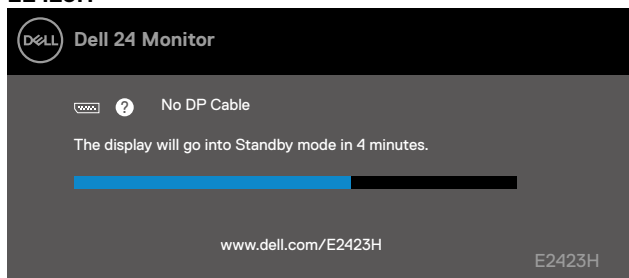 E2423H
DELL Dell 24 Monitor
? No DP Cable
The display will go into Standby mode in 4 minutes.
www.dell.com/E2423H
E2423H